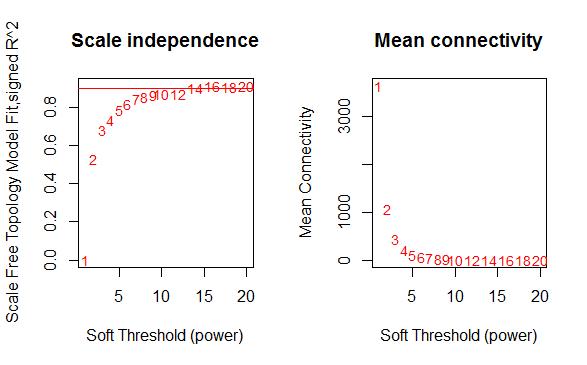 Scale independence
Scale Free Topology Model Fit,signed R^2
0.0 0.2 0.4 0.6 0.8
1 2 3 4 5 6 7 8 9 10 12 14 16 18 20
5 10 15 20
Soft Threshold (power)
Mean connectivity
Mean Connectivity
0 1000 3000
1 2 3 4 5 6 7 8 9 10 12 14 16 18 20
5 10 15 20
Soft Threshold (power)